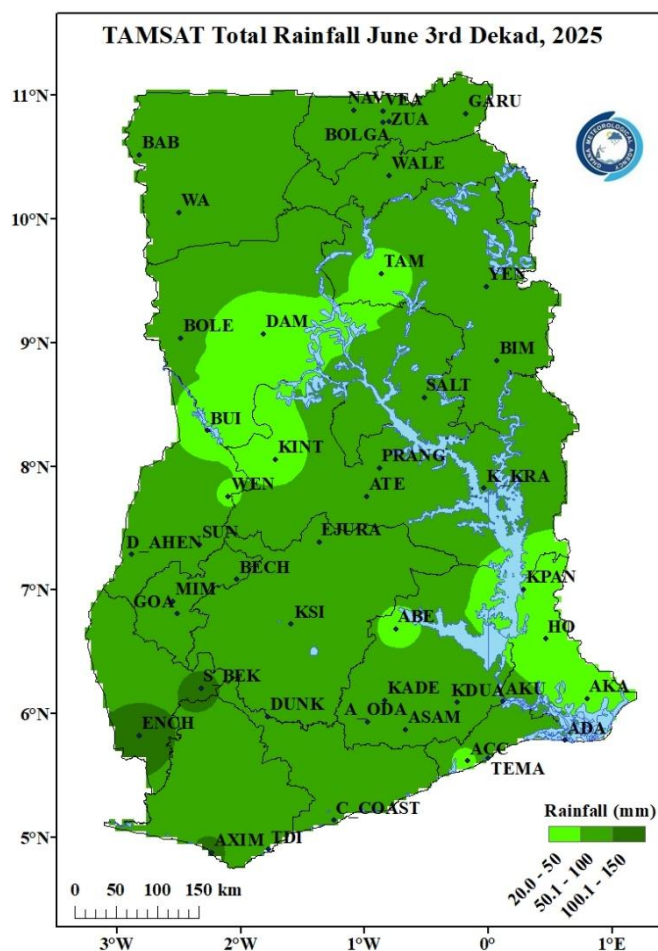 TAMSAT Total Rainfall June 3rd Dekad, 2025
11°N
10°N
9°N
8°N
7°N
6°N
5°N
NAV
VEA
GARU
ZUA
BOLGA
BAB
WALE
WA
TAM
YEN
DAM
BOLE
BIM
SALT
BUI
KINT
PRANG
K_KRA
WEN
ATE
SUN
EJURA
D_AHEN
BECH
KPAN
MIM
GOA
KSI
ABE
HO
S_BEK
KADE
KDUA
AKU
AKA
DUNK
A_ODA
ASAM
ENCH
ADA
ACC
TEMA
C_COAST
AXIM
TDI
Rainfall (mm)
20.0 - 50
50.1 - 100
100.1 - 150
0 50 100 150 km
3°W 2°W 1°W 0° 1°E
GHANA METEOROLOGICAL AGENCY